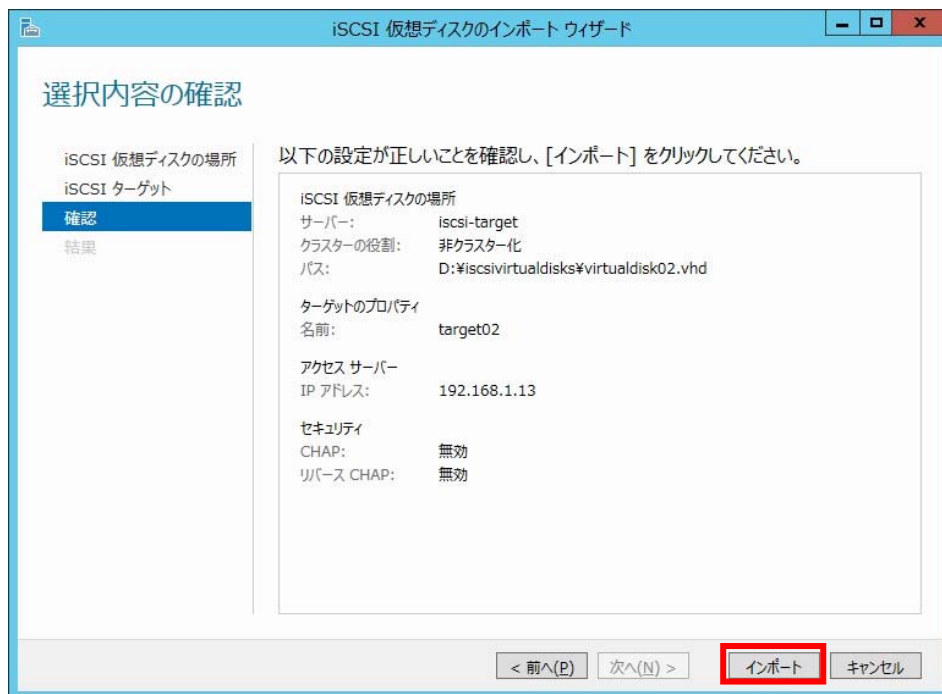 iSCSI 仮想ディスクのインポート ウィザード
選択内容の確認
iSCSI 仮想ディスクの場所
iSCSI ターゲット
確認
結果
以下の設定が正しいことを確認し、[インポート] をクリックしてください。
iSCSI 仮想ディスクの場所
サーバー: iscsi-target
クラスターの役割: 非クラスター化
パス: D:¥iscsivirtualdisks¥virtualdisk02.vhd
ターゲットのプロパティ
名前: target02
アクセス サーバー
IP アドレス: 192.168.1.13
セキュリティ
CHAP: 無効
リバース CHAP: 無効
< 前へ(P) 次へ(N) > インポート キャンセル